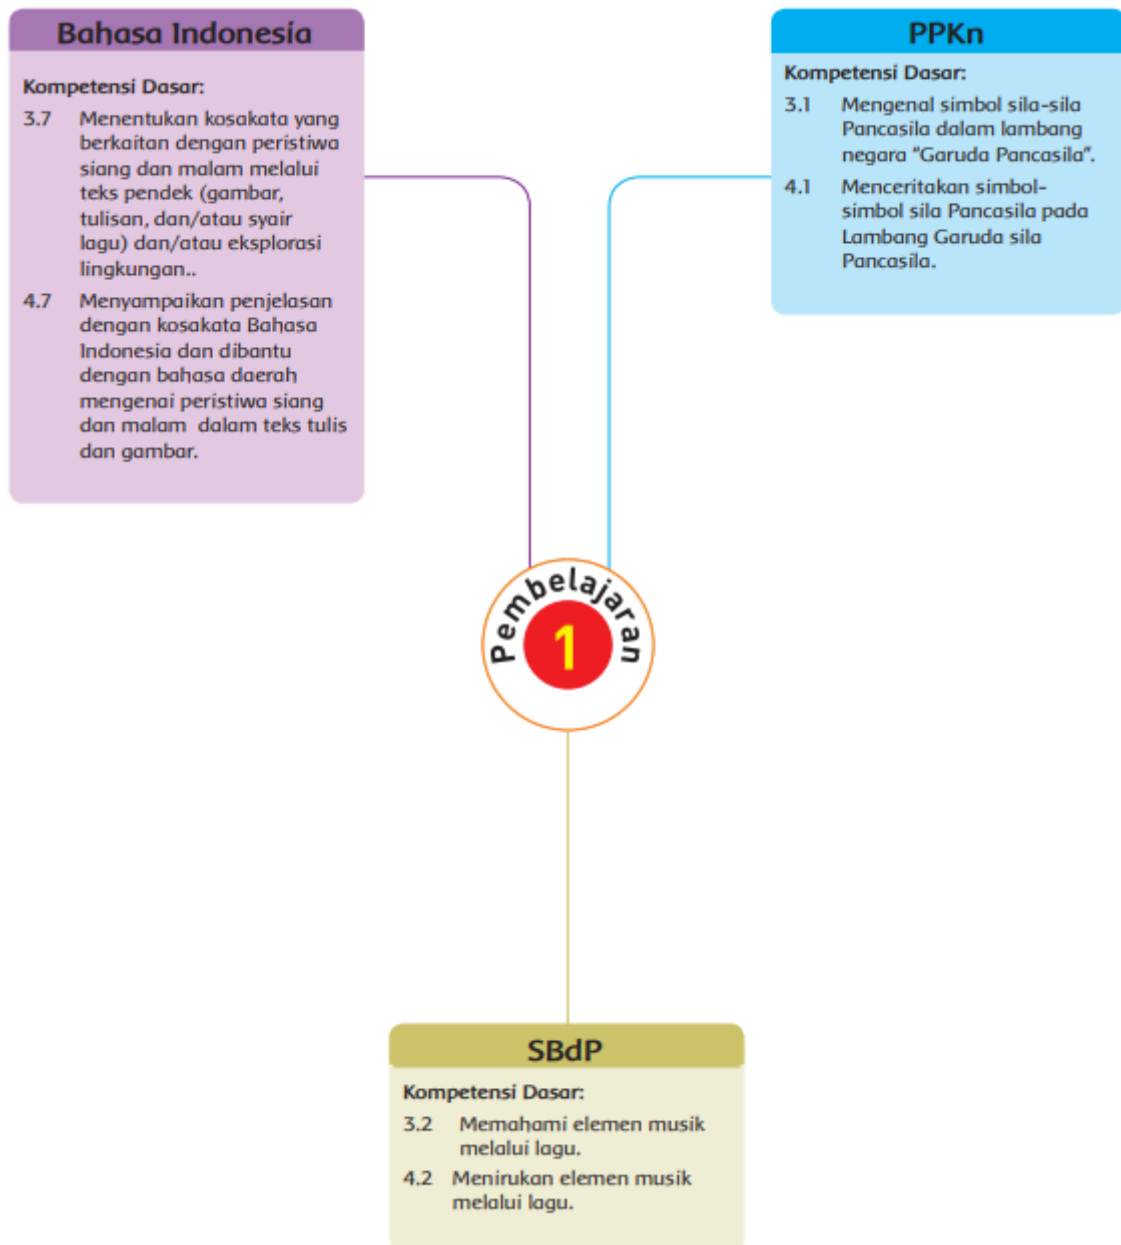 Bahasa Indonesia
Kompetensi Dasar:
3.7 Menentukan kosakata yang
berkaitan dengan peristiwa
siang dan malam melalui
teks pendek (gambar,
tulisan, dan/atau syair
lagu) dan/atau eksplorasi
lingkungan..
4.7 Menyampaikan penjelasan
dengan kosakata Bahasa
Indonesia dan dibantu
dengan bahasa daerah
mengenai peristiwa siang
dan malam dalam teks tulis
dan gambar.
PPKn
Kompetensi Dasar:
3.1 Mengenal simbol sila-sila
Pancasila dalam lambang
negara “Garuda Pancasila”.
4.1 Menceritakan simbol-
simbol sila Pancasila pada
Lambang Garuda sila
Pancasila.
Pembelajaran
1
SBdP
Kompetensi Dasar:
3.2 Memahami elemen musik
melalui lagu.
4.2 Menirukan elemen musik
melalui lagu.